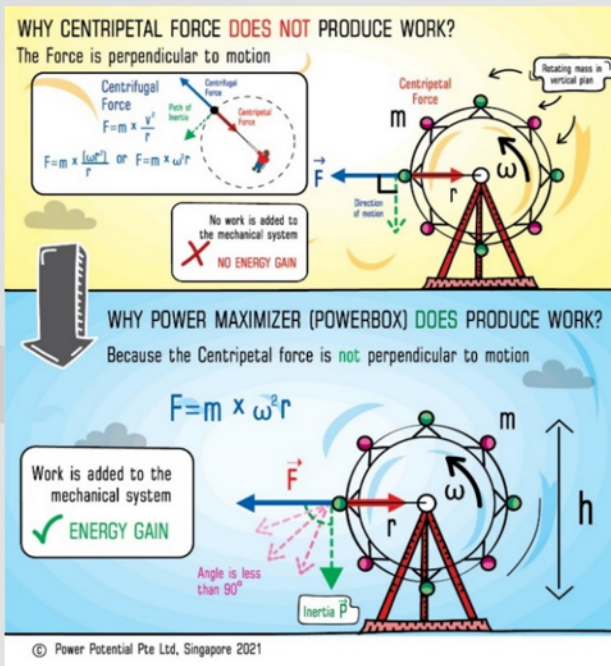 WHY CENTRIPETAL FORCE DOES NOT PRODUCE WORK?
The Force is perpendicular to motion
Centrifugal
Force
F=m × v²/r
F=m × (ωr)²/r or F=m × ω²r
Centrifugal
Force
Path of
Inertia
Centripetal
Force
Centripetal
Force
Rotating mass in
vertical plan
m
F
r
ω
Direction
of motion
No work is added to
the mechanical system
NO ENERGY GAIN
WHY POWER MAXIMIZER (POWERBOX) DOES PRODUCE WORK?
Because the Centripetal force is not perpendicular to motion
F=m × ω²r
m
Work is added to the
mechanical system
ENERGY GAIN
F
r
ω
h
Angle is less
than 90°
Inertia P
© Power Potential Pte Ltd, Singapore 2021